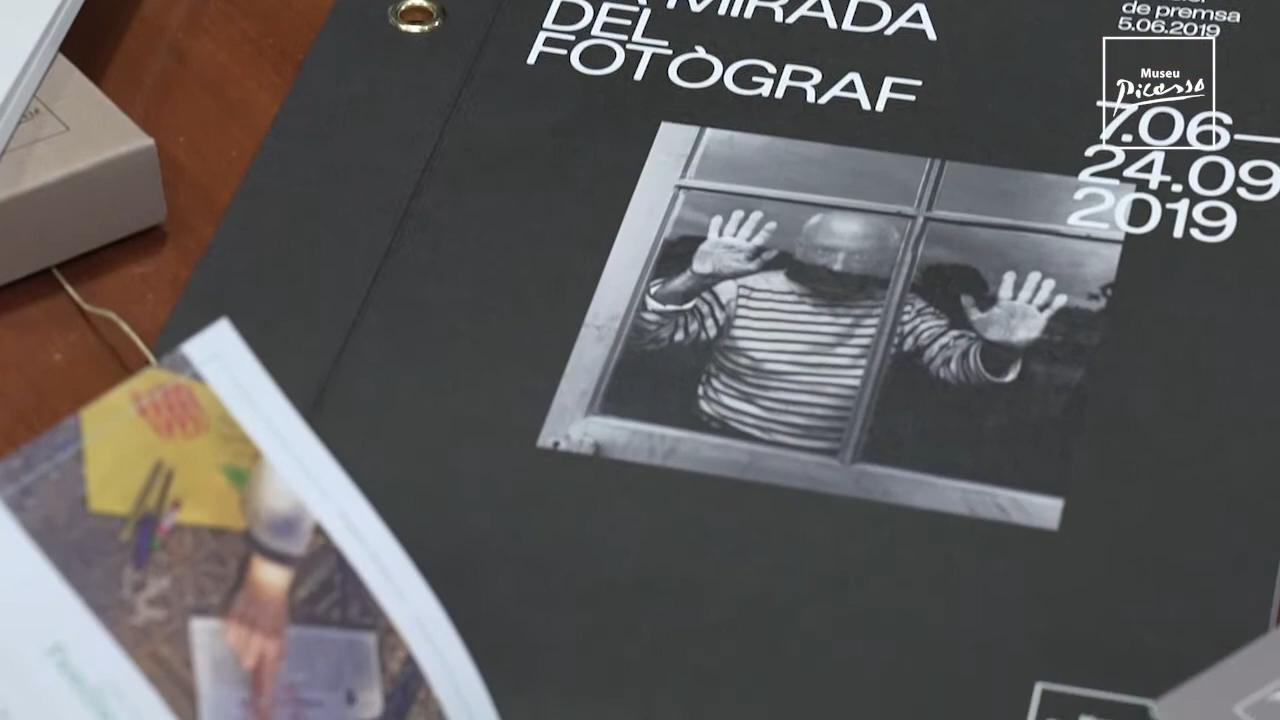 MIRADA
DEL
FOTÒGRAF
de premsa
5.06.2019
Museu
Picasso
7.06—
24.09
2019